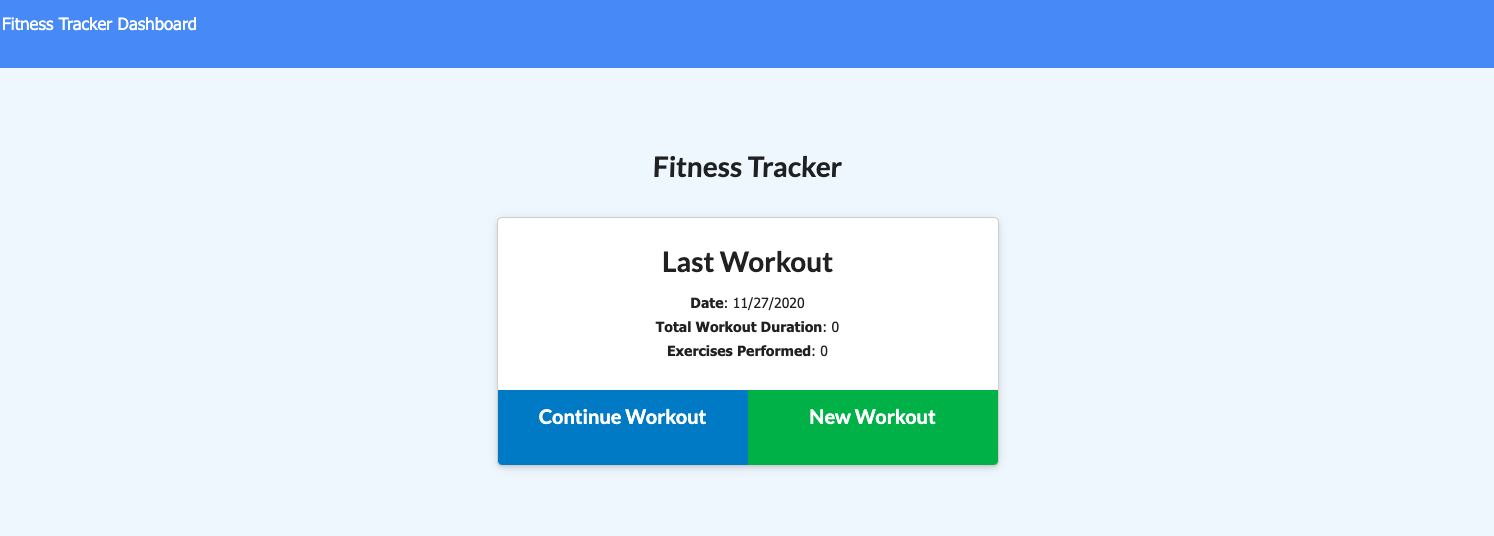 Fitness Tracker Dashboard
Fitness Tracker
Last Workout
Date: 11/27/2020
Total Workout Duration: 0
Exercises Performed: 0
Continue Workout
New Workout